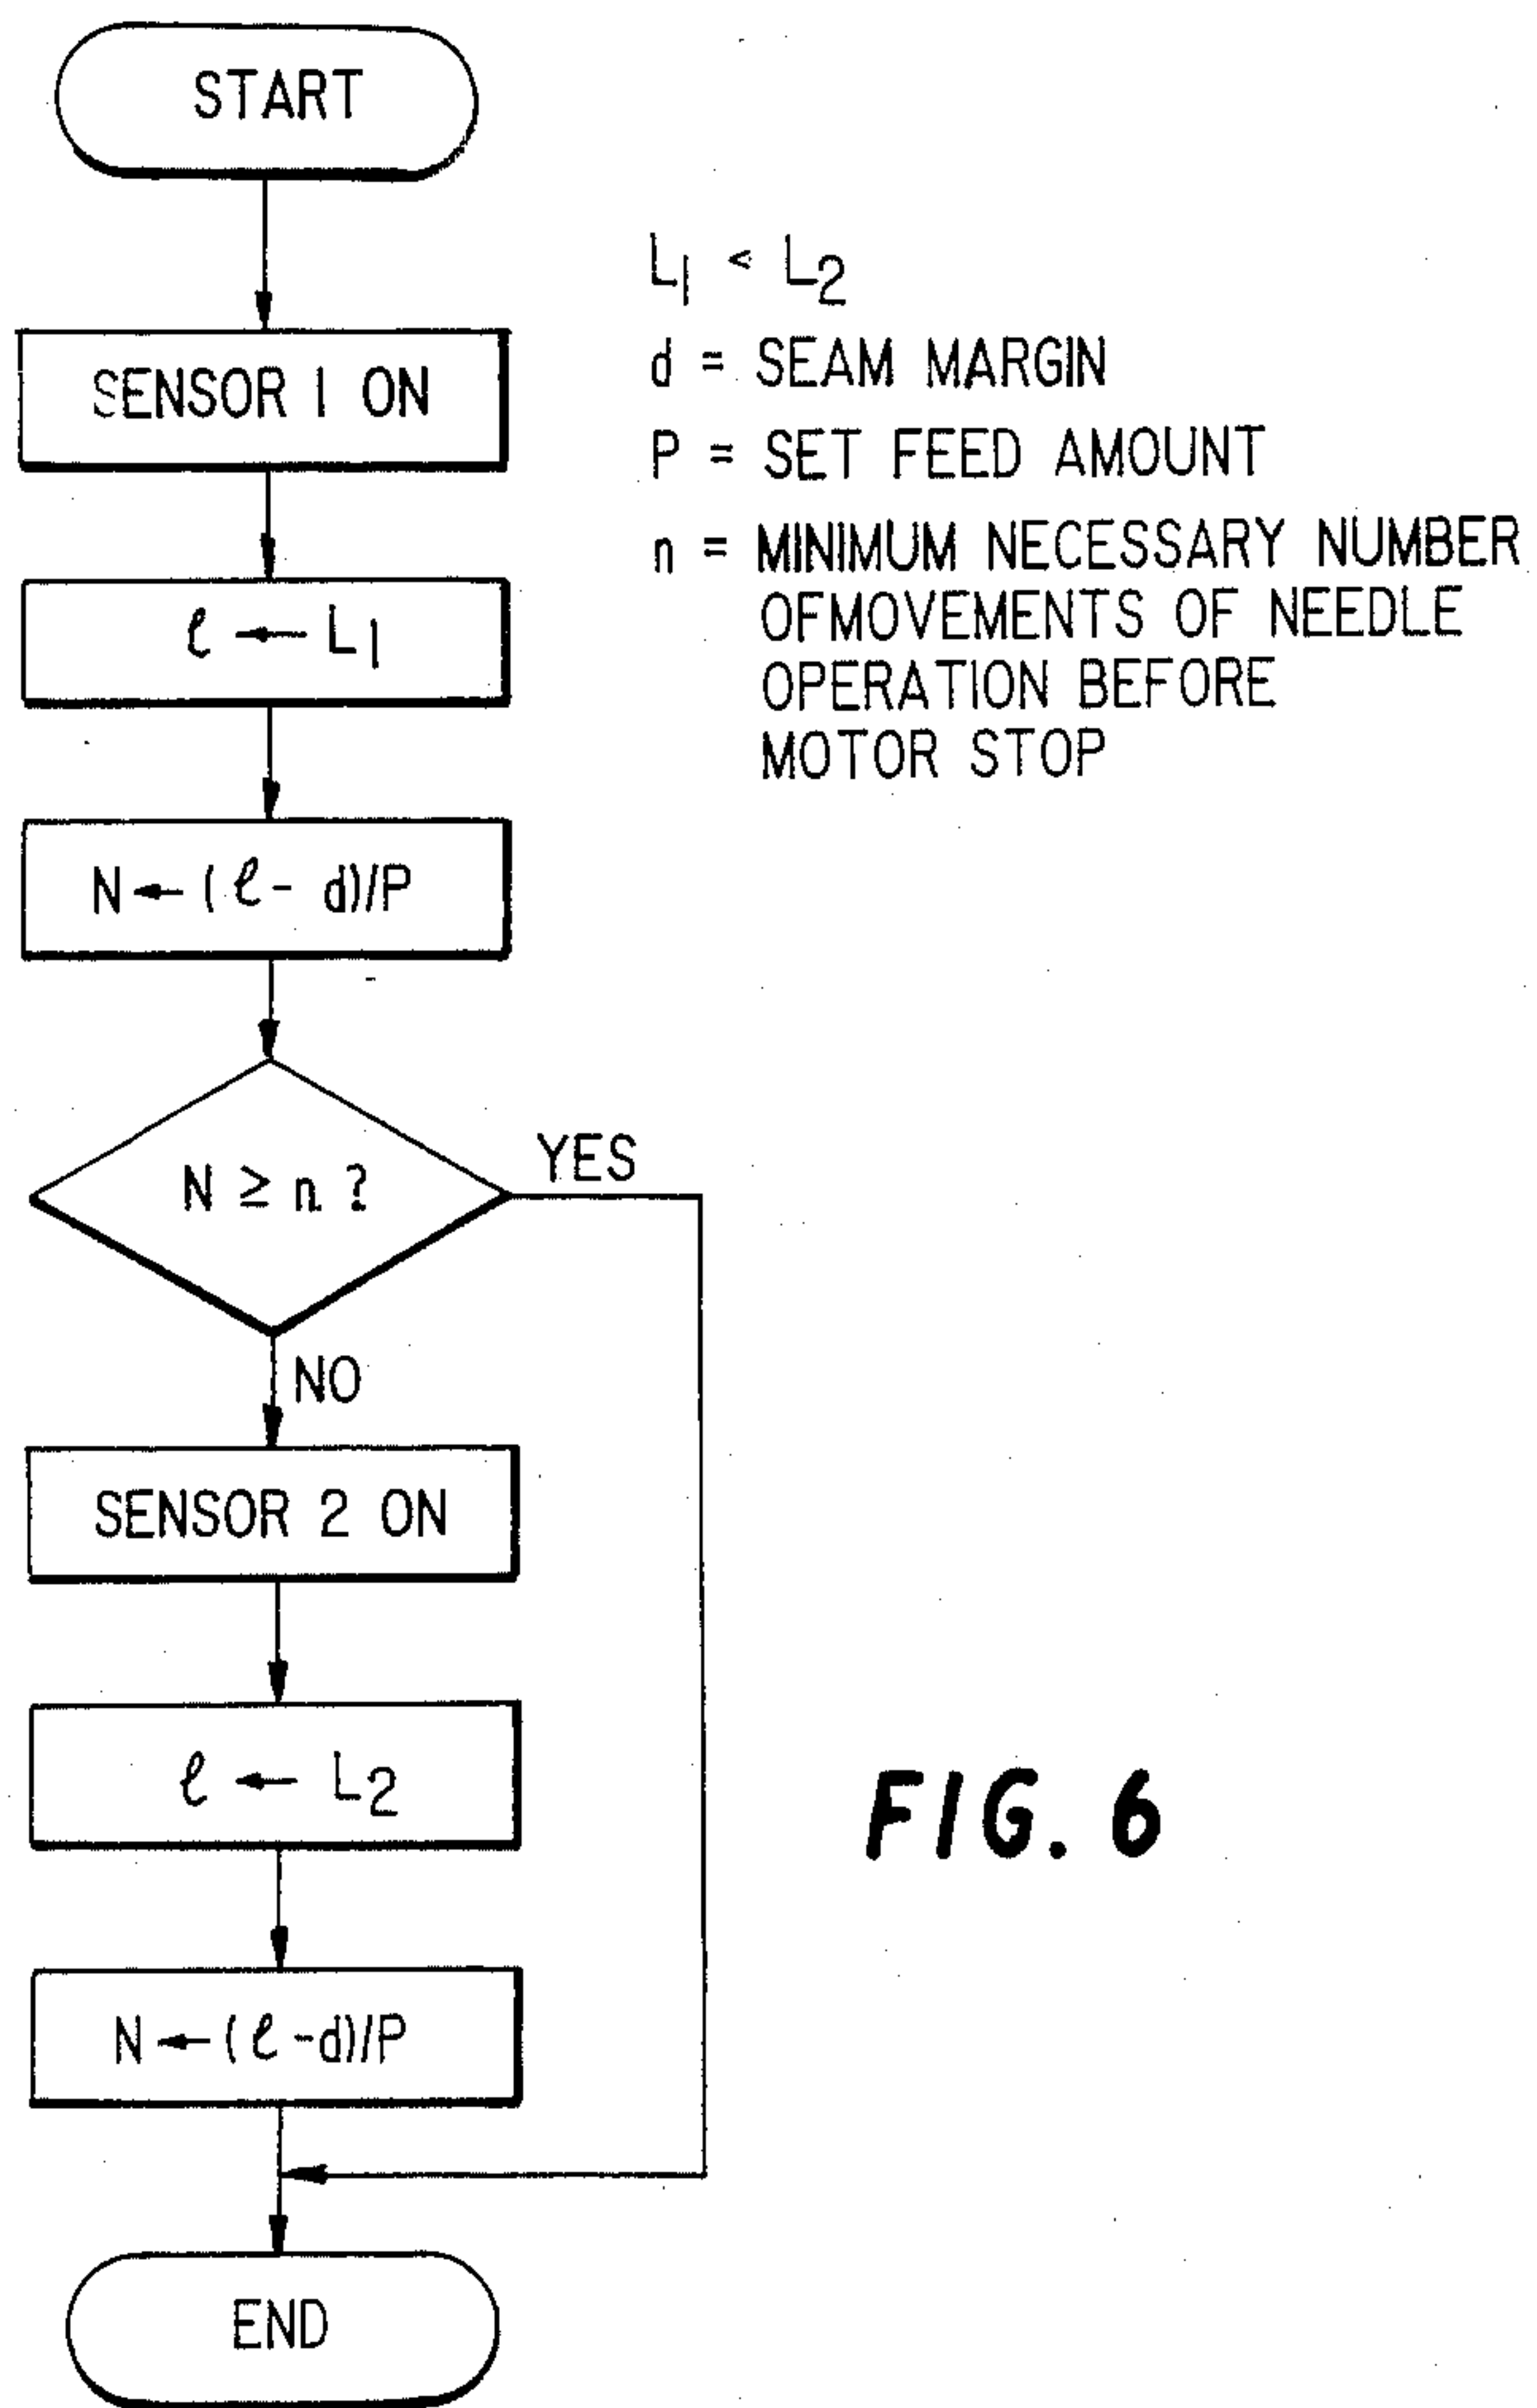 START
SENSOR 1 ON
ℓ ← L1
N ← (ℓ - d)/P
N ≥ n ?
YES
NO
SENSOR 2 ON
ℓ ← L2
N ← (ℓ - d)/P
END
L1 < L2
d = SEAM MARGIN
P = SET FEED AMOUNT
n = MINIMUM NECESSARY NUMBER
OFMOVEMENTS OF NEEDLE
OPERATION BEFORE
MOTOR STOP
FIG. 6